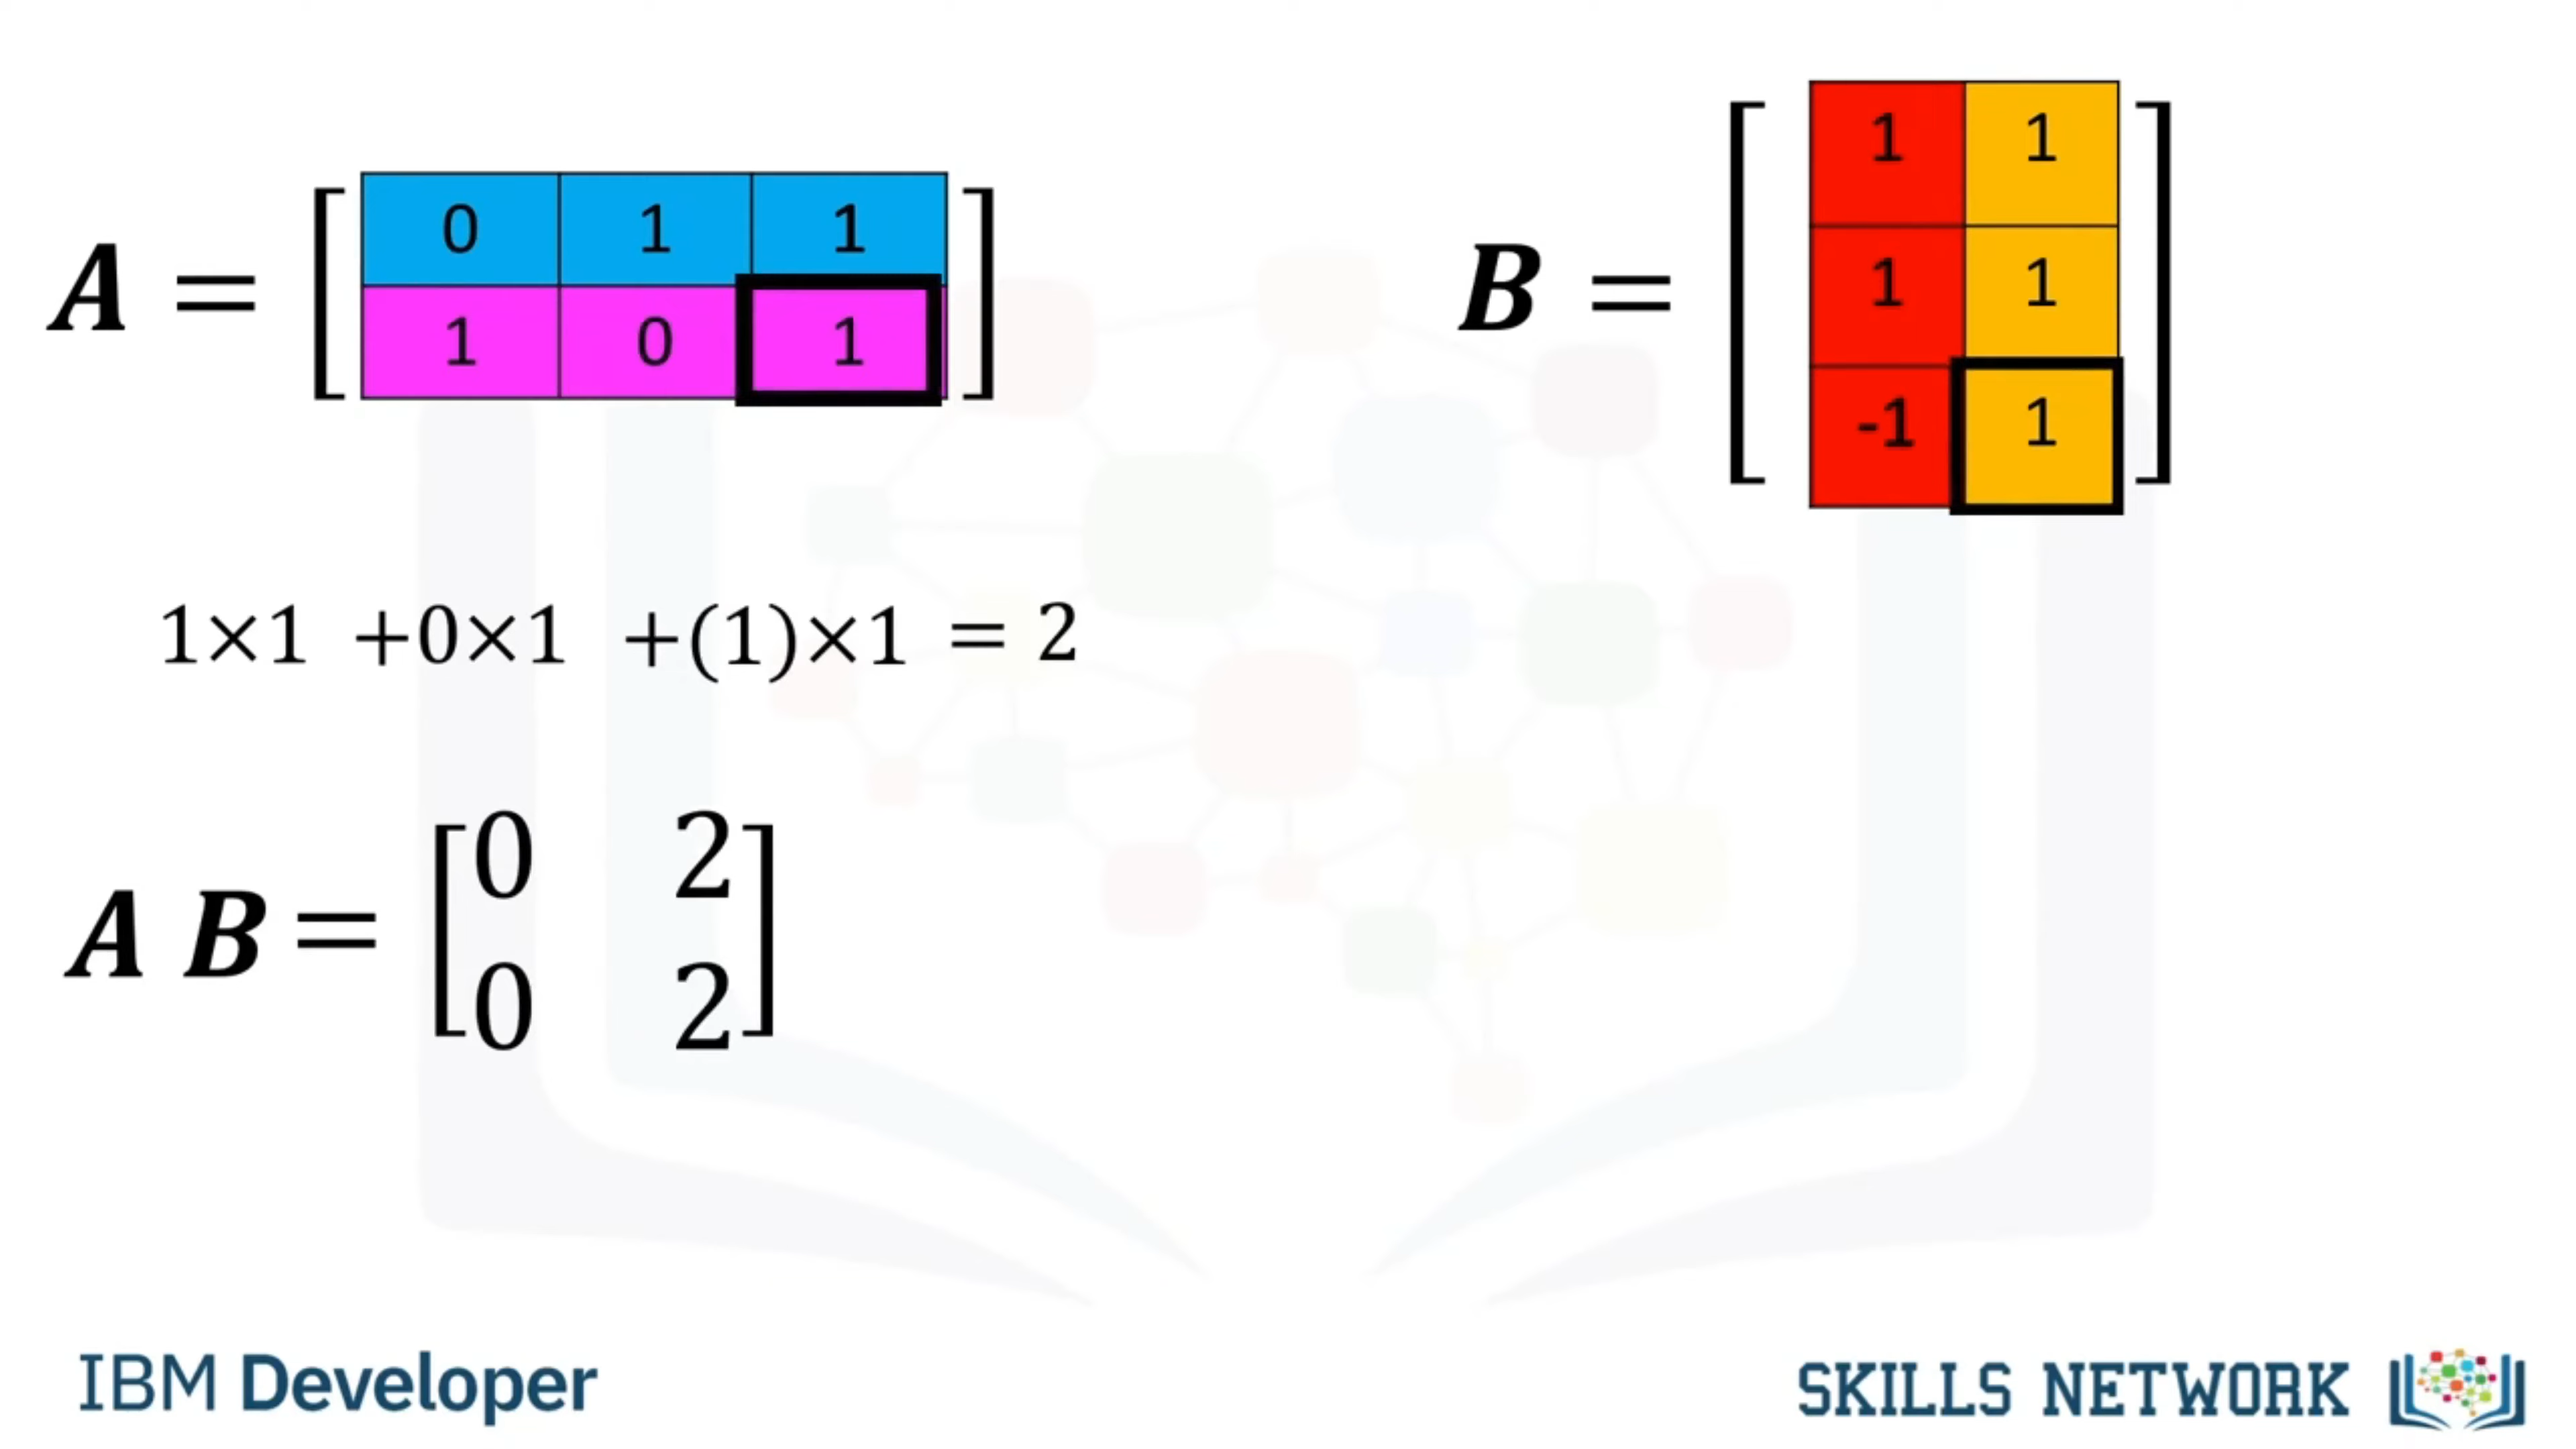 A = [ 0 1 1
1 0 1 ]
B = [ 1 1
1 1
-1 1 ]
1×1 +0×1 +(1)×1 = 2
A B = [ 0 2
0 2 ]
IBM Developer
SKILLS NETWORK